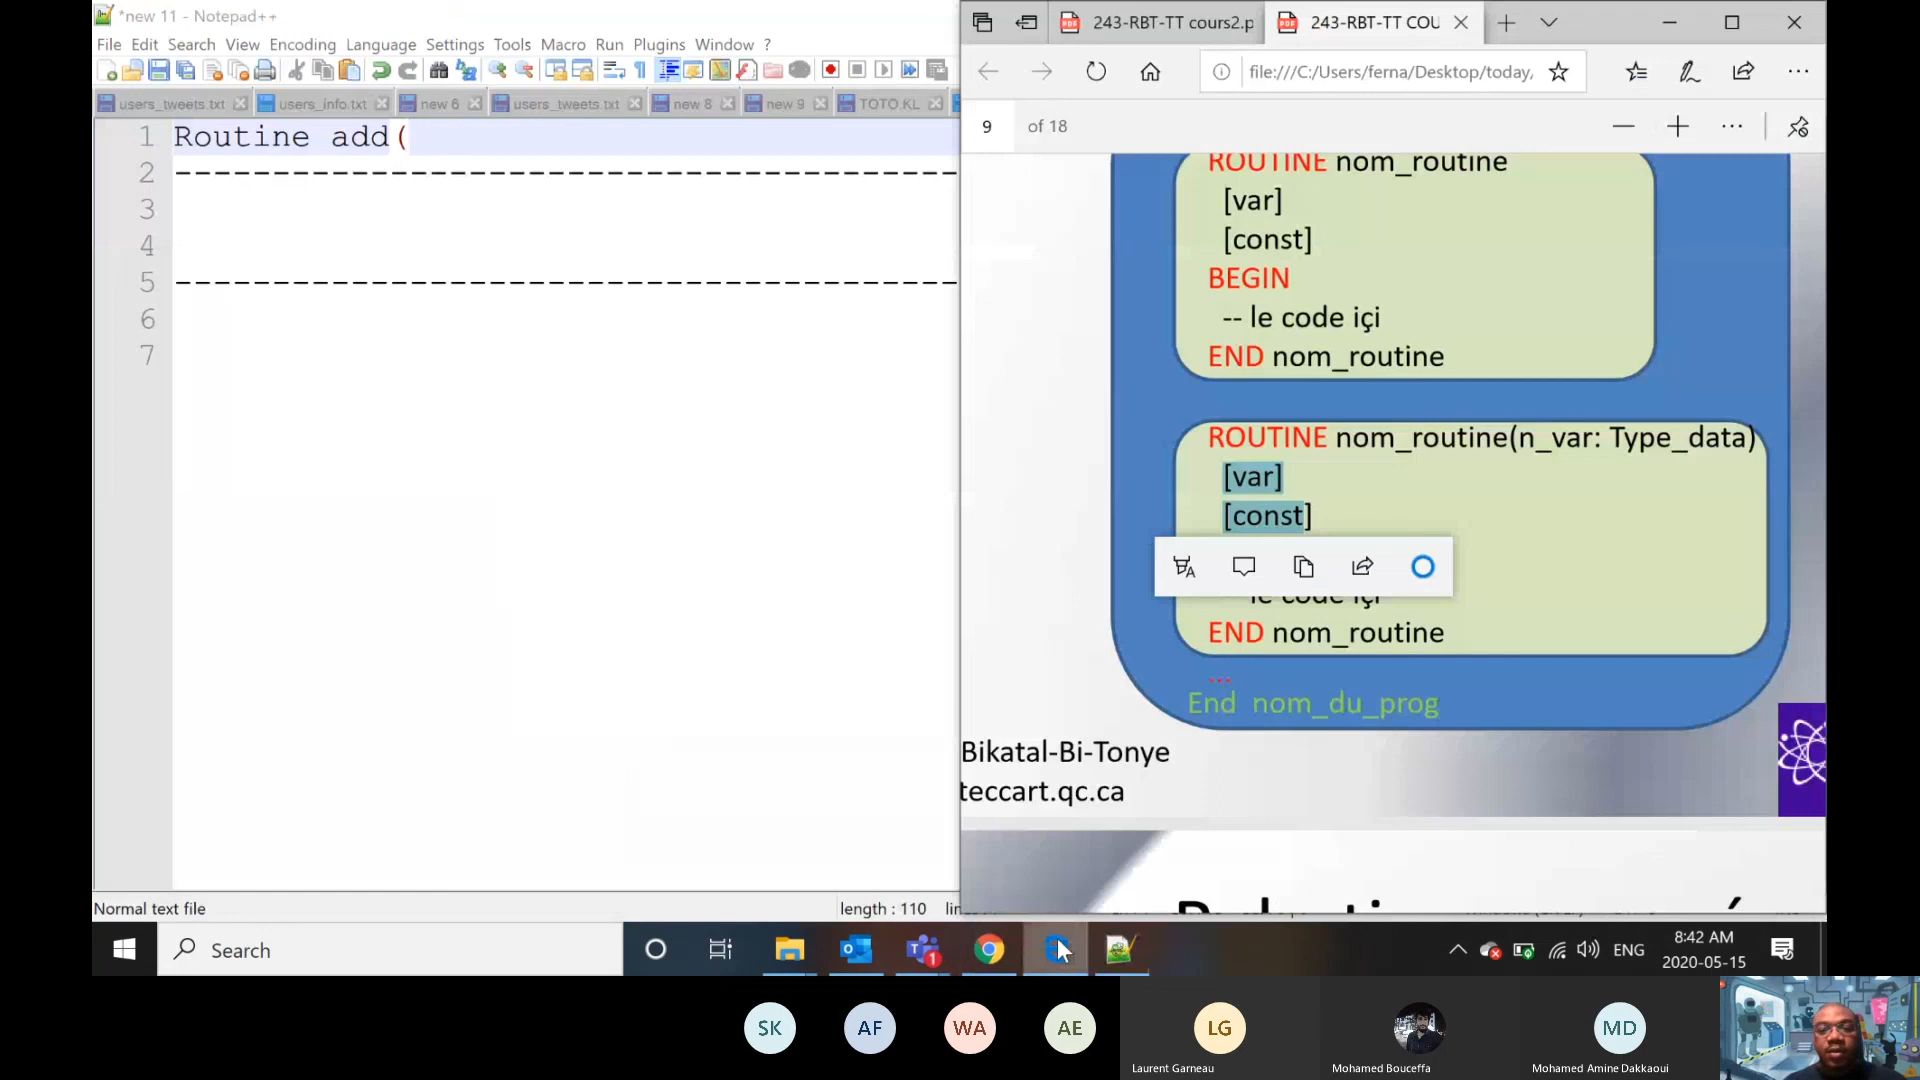 *new 11 - Notepad++
File Edit Search View Encoding Language Settings Tools Macro Run Plugins Window ?
users_tweets.txt users_info.txt new 6 users_tweets.txt new 8 new 9 TOTO.KL
1 Routine add(
2 ----------------------------------------
3
4
5 ----------------------------------------
6
7
Normal text file length : 110
243-RBT-TT cours2.p 243-RBT-TT COU
file:///C:/Users/ferna/Desktop/today,
9 of 18
ROUTINE nom_routine
[var]
[const]
BEGIN
-- le code içi
END nom_routine
ROUTINE nom_routine(n_var: Type_data)
[var]
[const]
le code içi
END nom_routine
...
End nom_du_prog
Bikatal-Bi-Tonye
teccart.qc.ca
Search
1
ENG
8:42 AM
2020-05-15
SK AF WA AE LG MD
Laurent Garneau Mohamed Bouceffa Mohamed Amine Dakkaoui